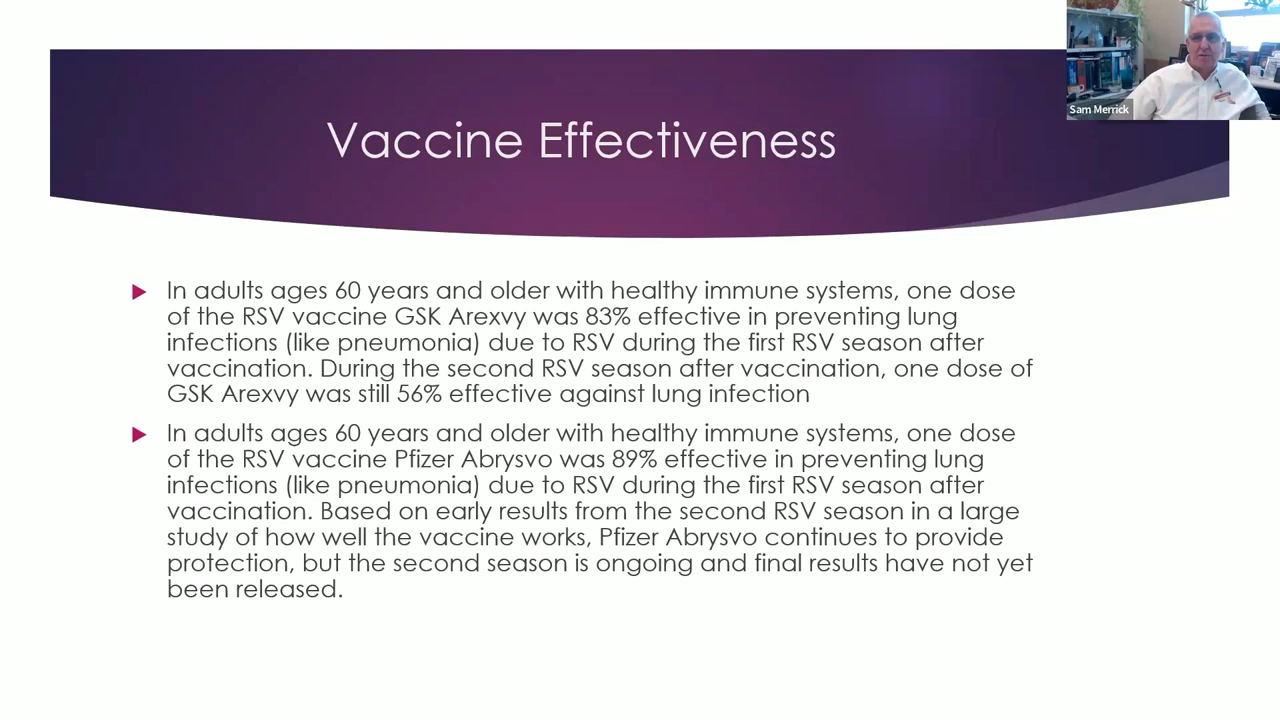 Sam Merrick
Vaccine Effectiveness
In adults ages 60 years and older with healthy immune systems, one dose
of the RSV vaccine GSK Arexvy was 83% effective in preventing lung
infections (like pneumonia) due to RSV during the first RSV season after
vaccination. During the second RSV season after vaccination, one dose of
GSK Arexvy was still 56% effective against lung infection
In adults ages 60 years and older with healthy immune systems, one dose
of the RSV vaccine Pfizer Abrysvo was 89% effective in preventing lung
infections (like pneumonia) due to RSV during the first RSV season after
vaccination. Based on early results from the second RSV season in a large
study of how well the vaccine works, Pfizer Abrysvo continues to provide
protection, but the second season is ongoing and final results have not yet
been released.